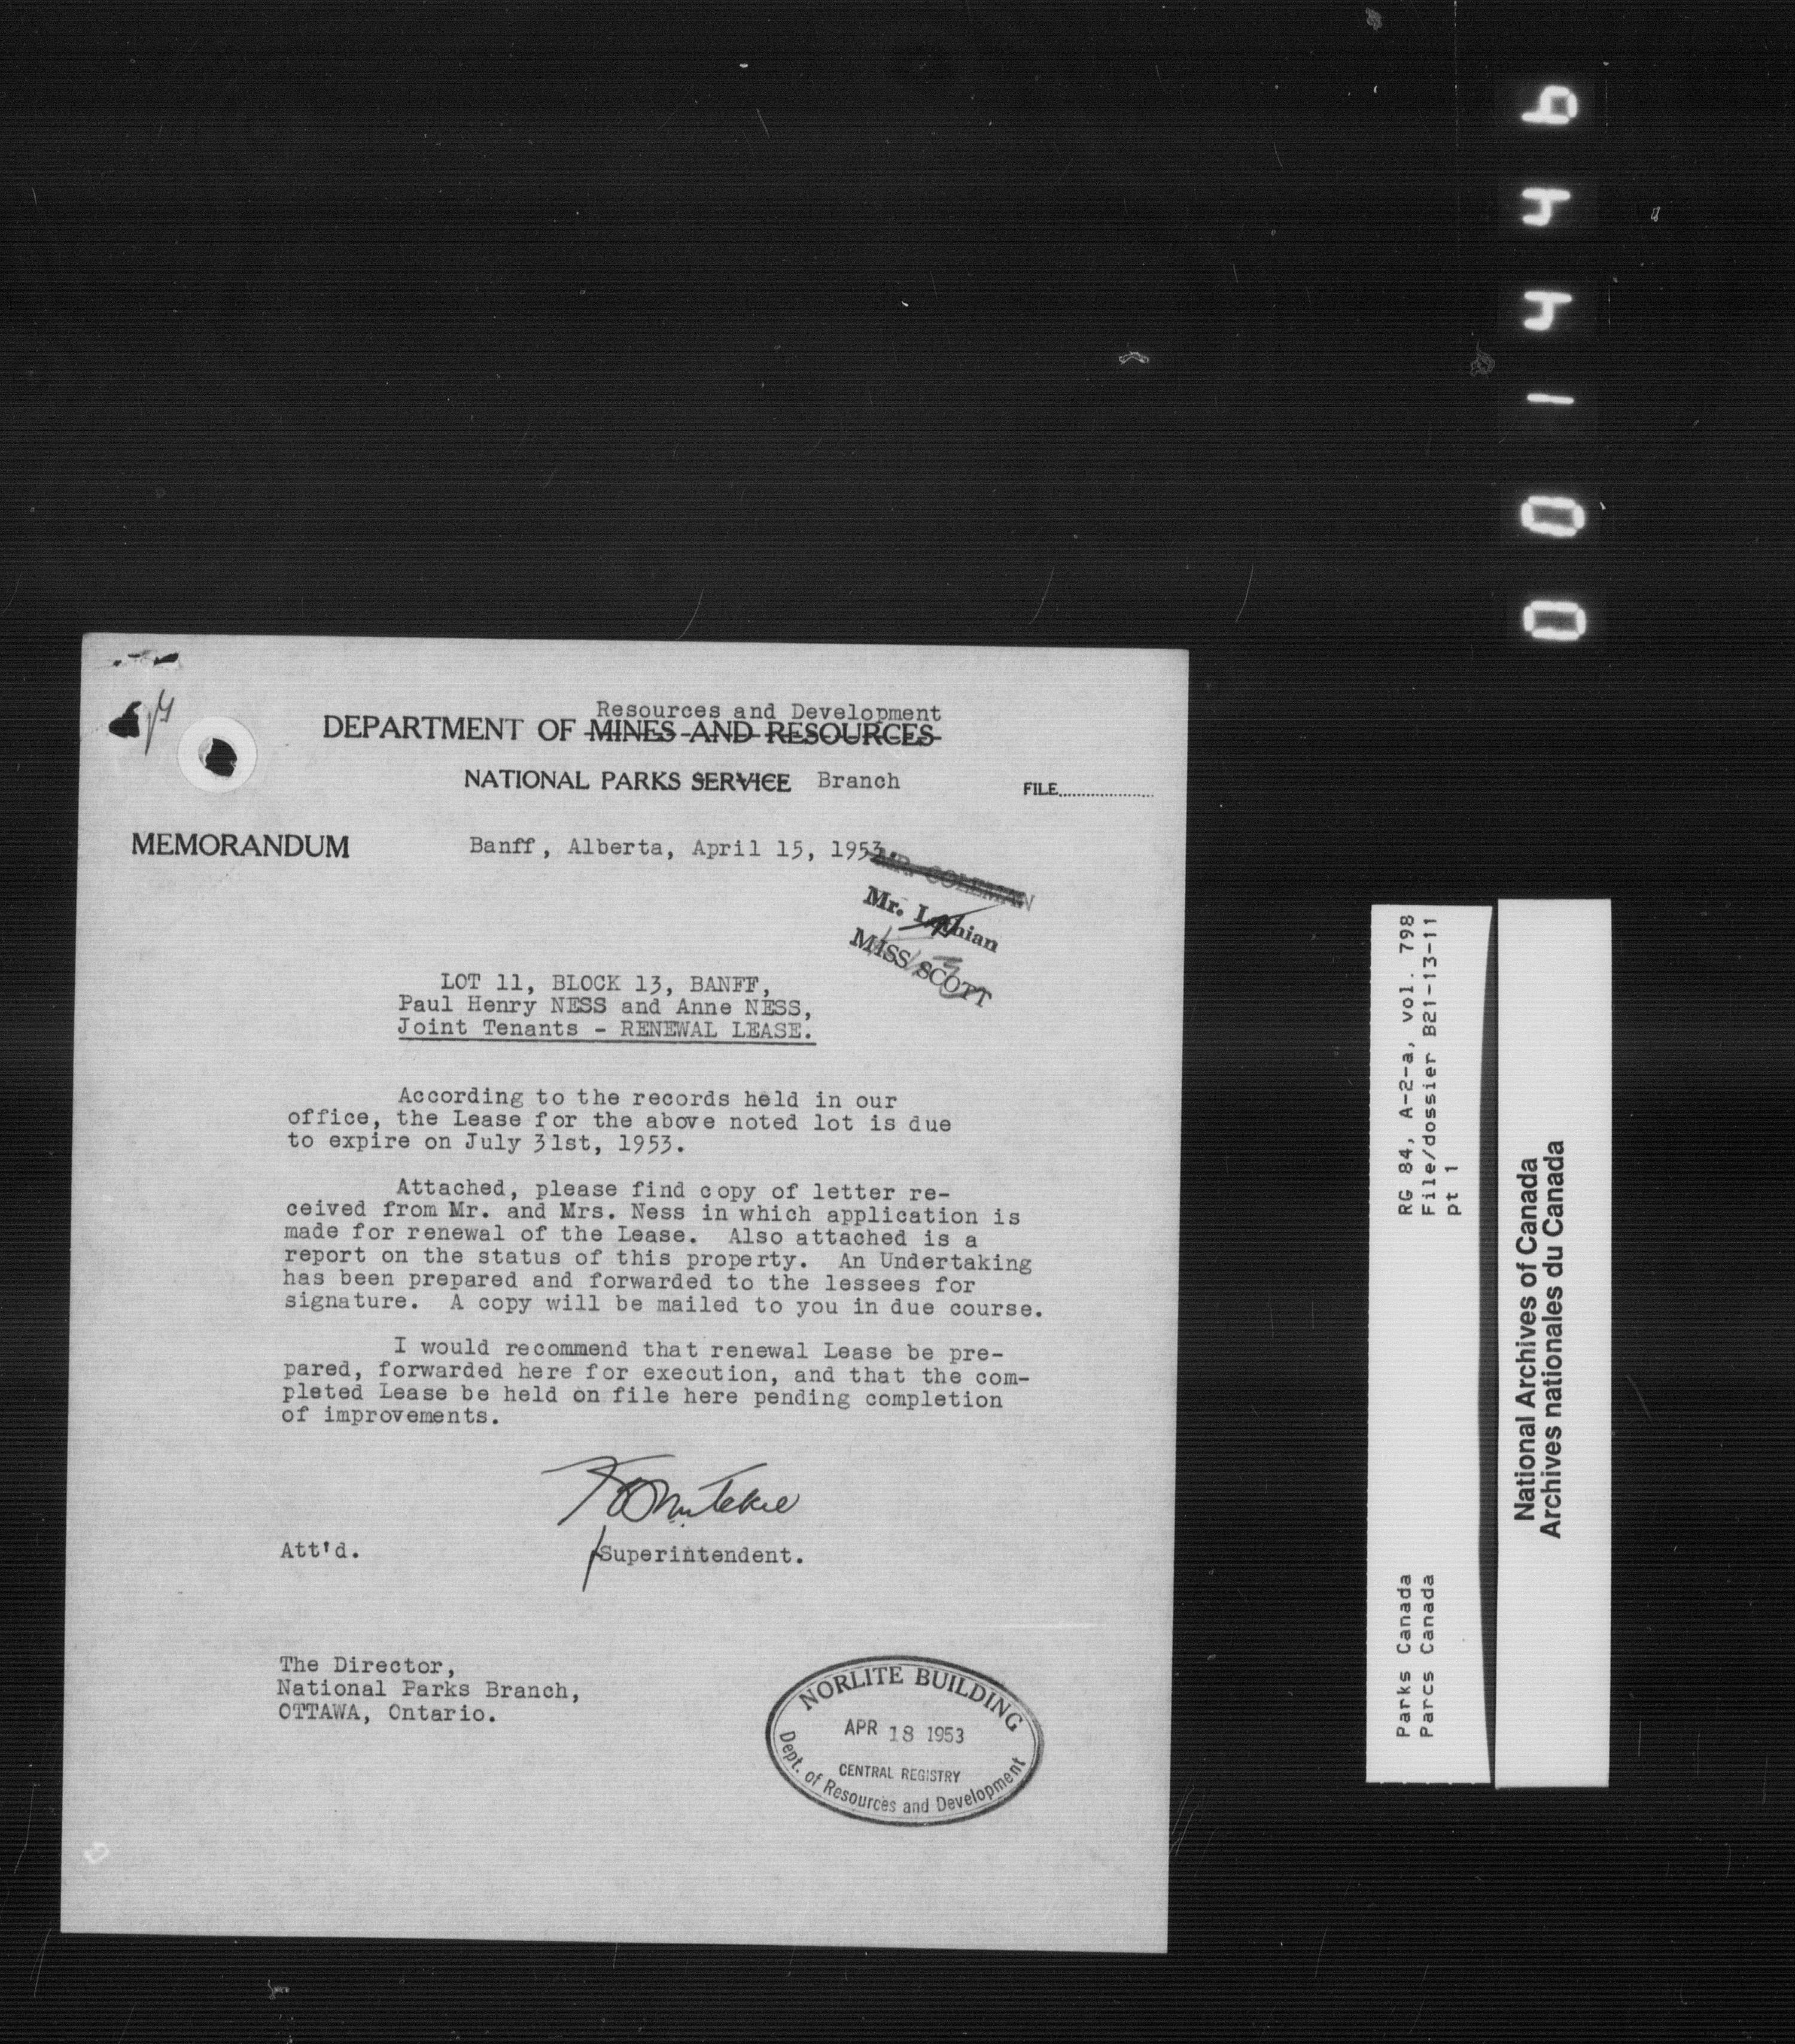 Resources and Development
DEPARTMENT OF MINES AND RESOURCES
NATIONAL PARKS SERVICE Branch
FILE....................
MEMORANDUM
Banff, Alberta, April 15, 1953.
MR. COLEMAN
Mr. Lothian
MISS SCOTT
LOT 11, BLOCK 13, BANFF,
Paul Henry NESS and Anne NESS,
Joint Tenants - RENEWAL LEASE.
According to the records held in our
office, the Lease for the above noted lot is due
to expire on July 31st, 1953.
Attached, please find copy of letter re-
ceived from Mr. and Mrs. Ness in which application is
made for renewal of the Lease. Also attached is a
report on the status of this property. An Undertaking
has been prepared and forwarded to the lessees for
signature. A copy will be mailed to you in due course.
I would recommend that renewal Lease be pre-
pared, forwarded here for execution, and that the com-
pleted Lease be held on file here pending completion
of improvements.
Att'd.
Superintendent.
The Director,
National Parks Branch,
OTTAWA, Ontario.
NORLITE BUILDING
APR 18 1953
CENTRAL REGISTRY
Dept. of Resources and Development
RG 84, A-2-a, vol. 798
File/dossier B21-13-11
pt 1
Parks Canada
Parcs Canada
National Archives of Canada
Archives nationales du Canada